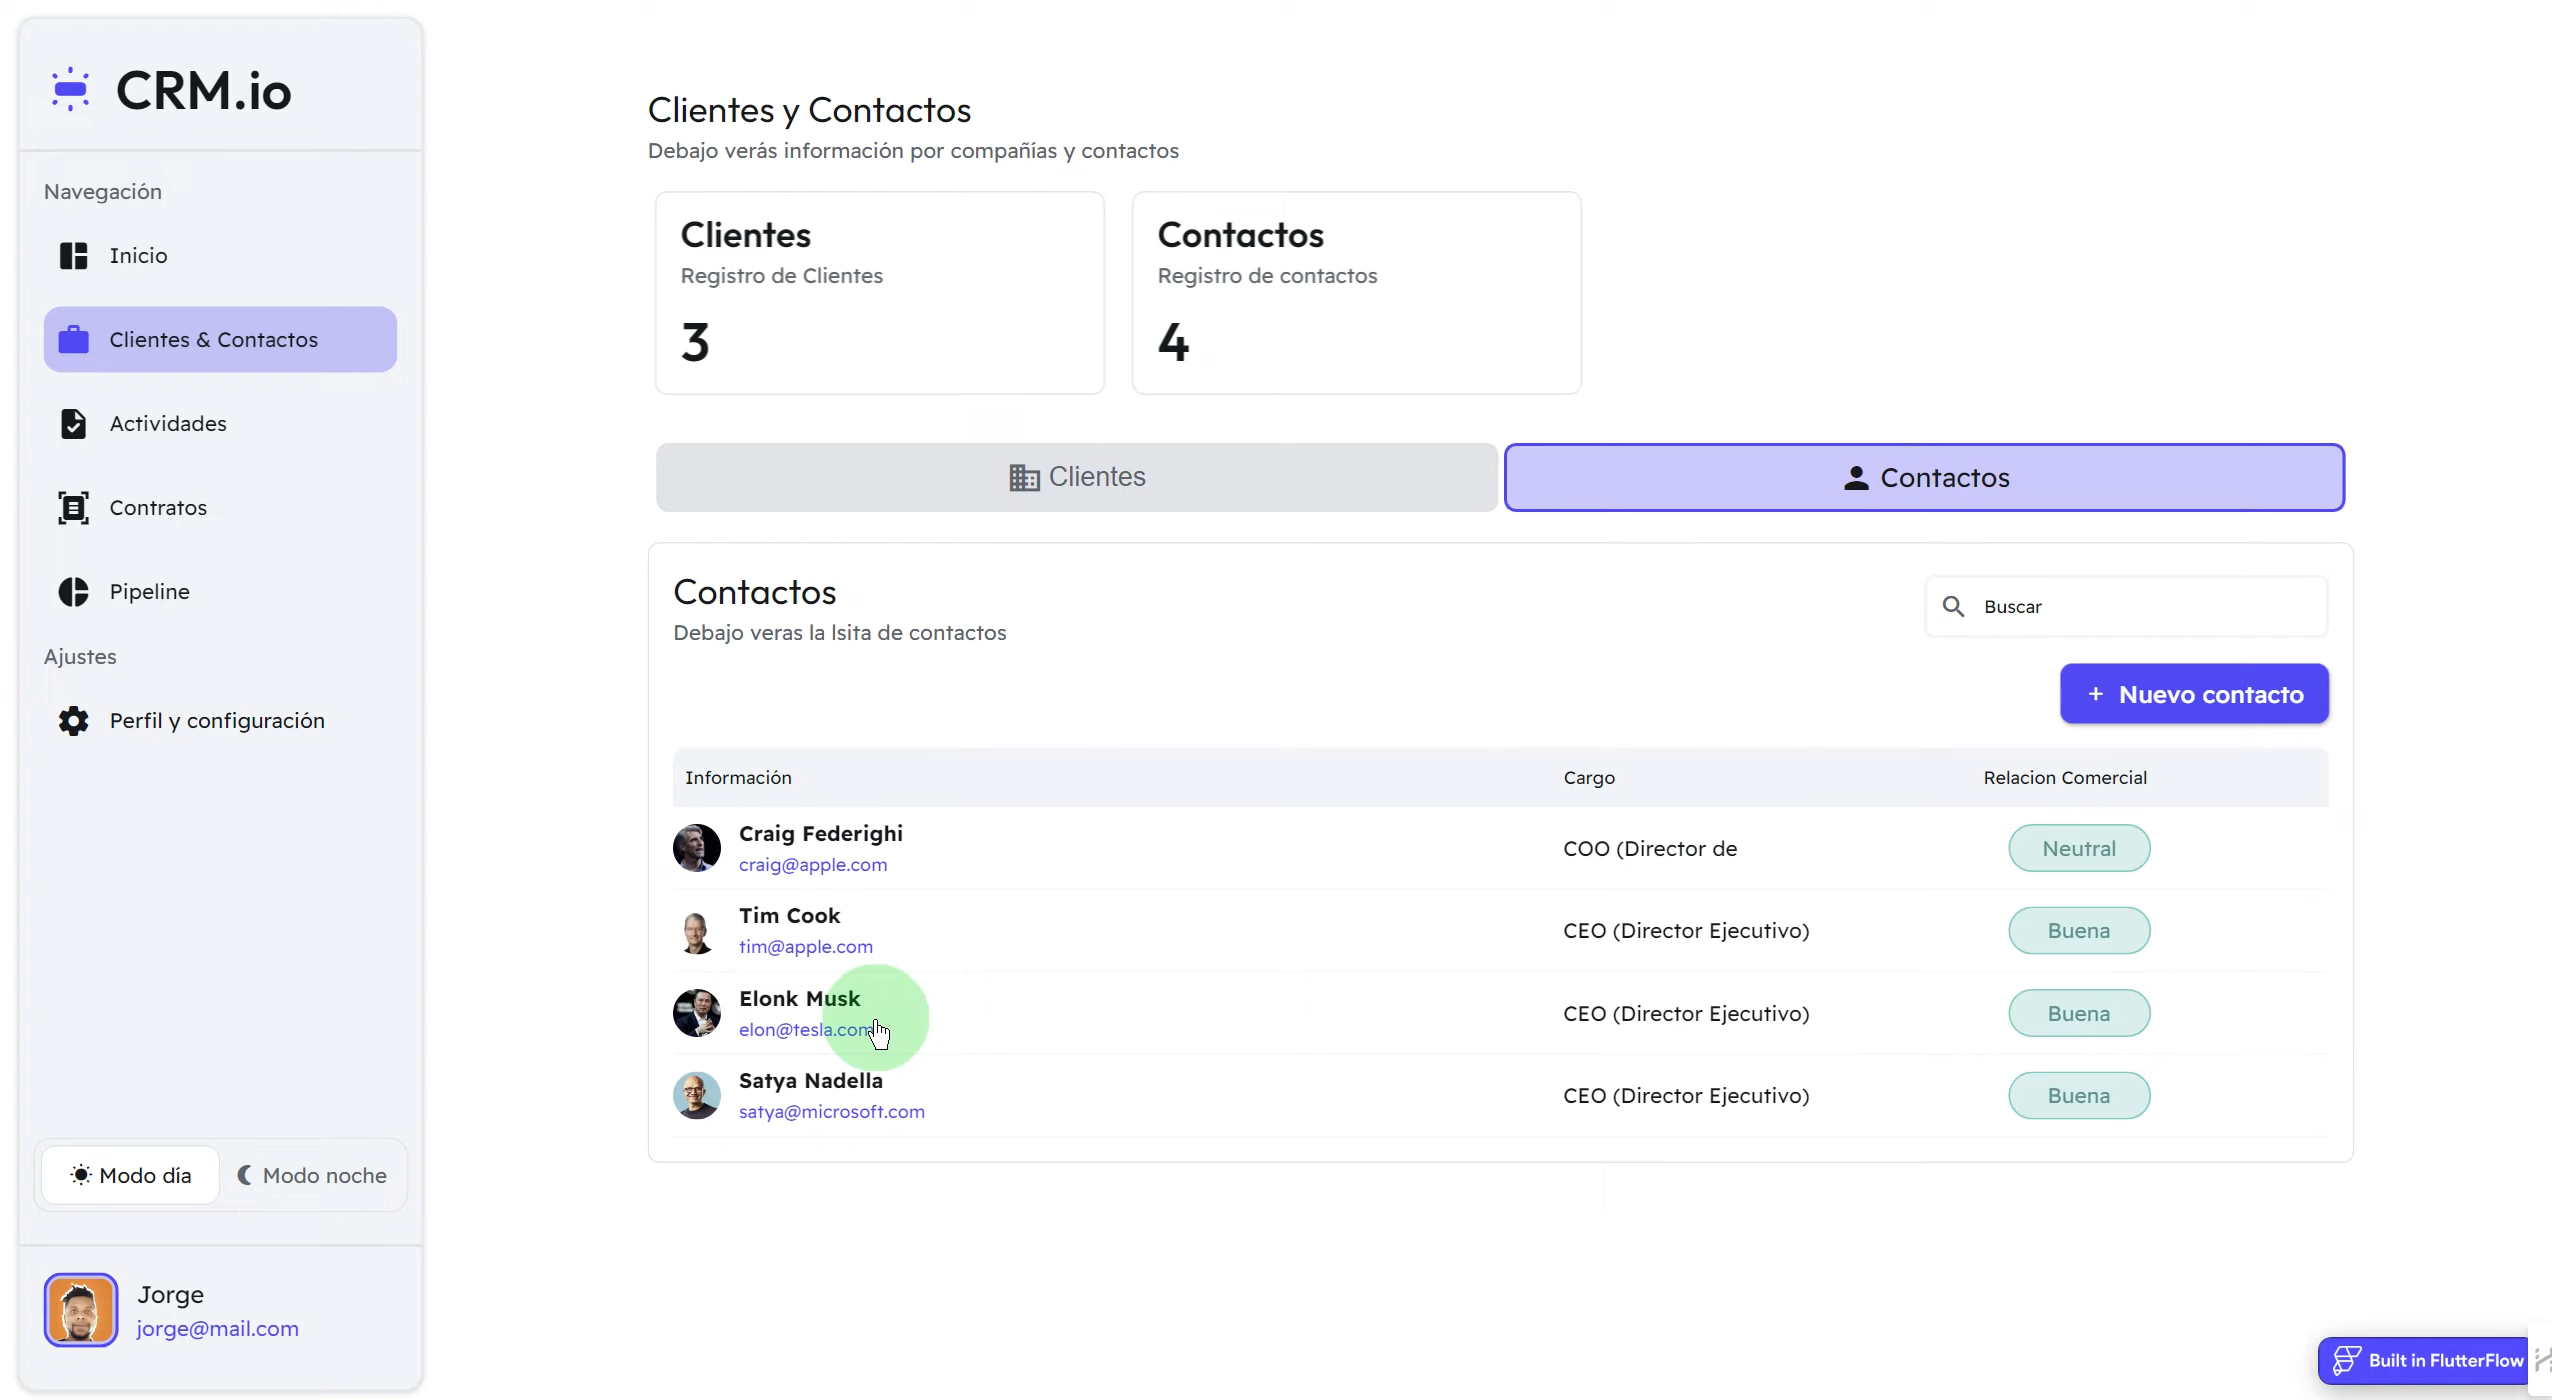 CRM.io
Navegación
Inicio
Clientes & Contactos
Actividades
Contratos
Pipeline
Ajustes
Perfil y configuración
Modo día
Modo noche
Jorge
jorge@mail.com
Clientes y Contactos
Debajo verás información por compañías y contactos
Clientes
Registro de Clientes
3
Contactos
Registro de contactos
4
Clientes
Contactos
Contactos
Debajo veras la lsita de contactos
Buscar
+ Nuevo contacto
Información Cargo Relacion Comercial
Craig Federighi
craig@apple.com
COO (Director de
Neutral
Tim Cook
tim@apple.com
CEO (Director Ejecutivo)
Buena
Elonk Musk
elon@tesla.com
CEO (Director Ejecutivo)
Buena
Satya Nadella
satya@microsoft.com
CEO (Director Ejecutivo)
Buena
Built in FlutterFlow